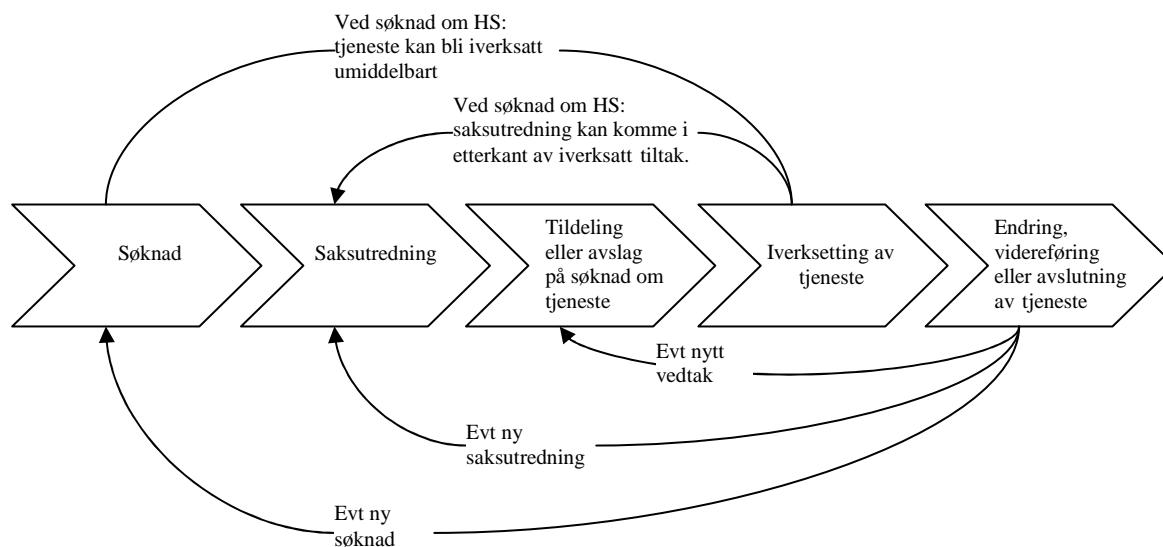 Ved søknad om HS:
tjeneste kan bli iverksatt
umiddelbart
Ved søknad om HS:
saksutredning kan komme i
etterkant av iverksatt tiltak.
Søknad
Saksutredning
Tildeling
eller avslag
på søknad om
tjeneste
Iverksetting av
tjeneste
Endring,
videreføring
eller avslutning
av tjeneste
Evt nytt
vedtak
Evt ny
saksutredning
Evt ny
søknad